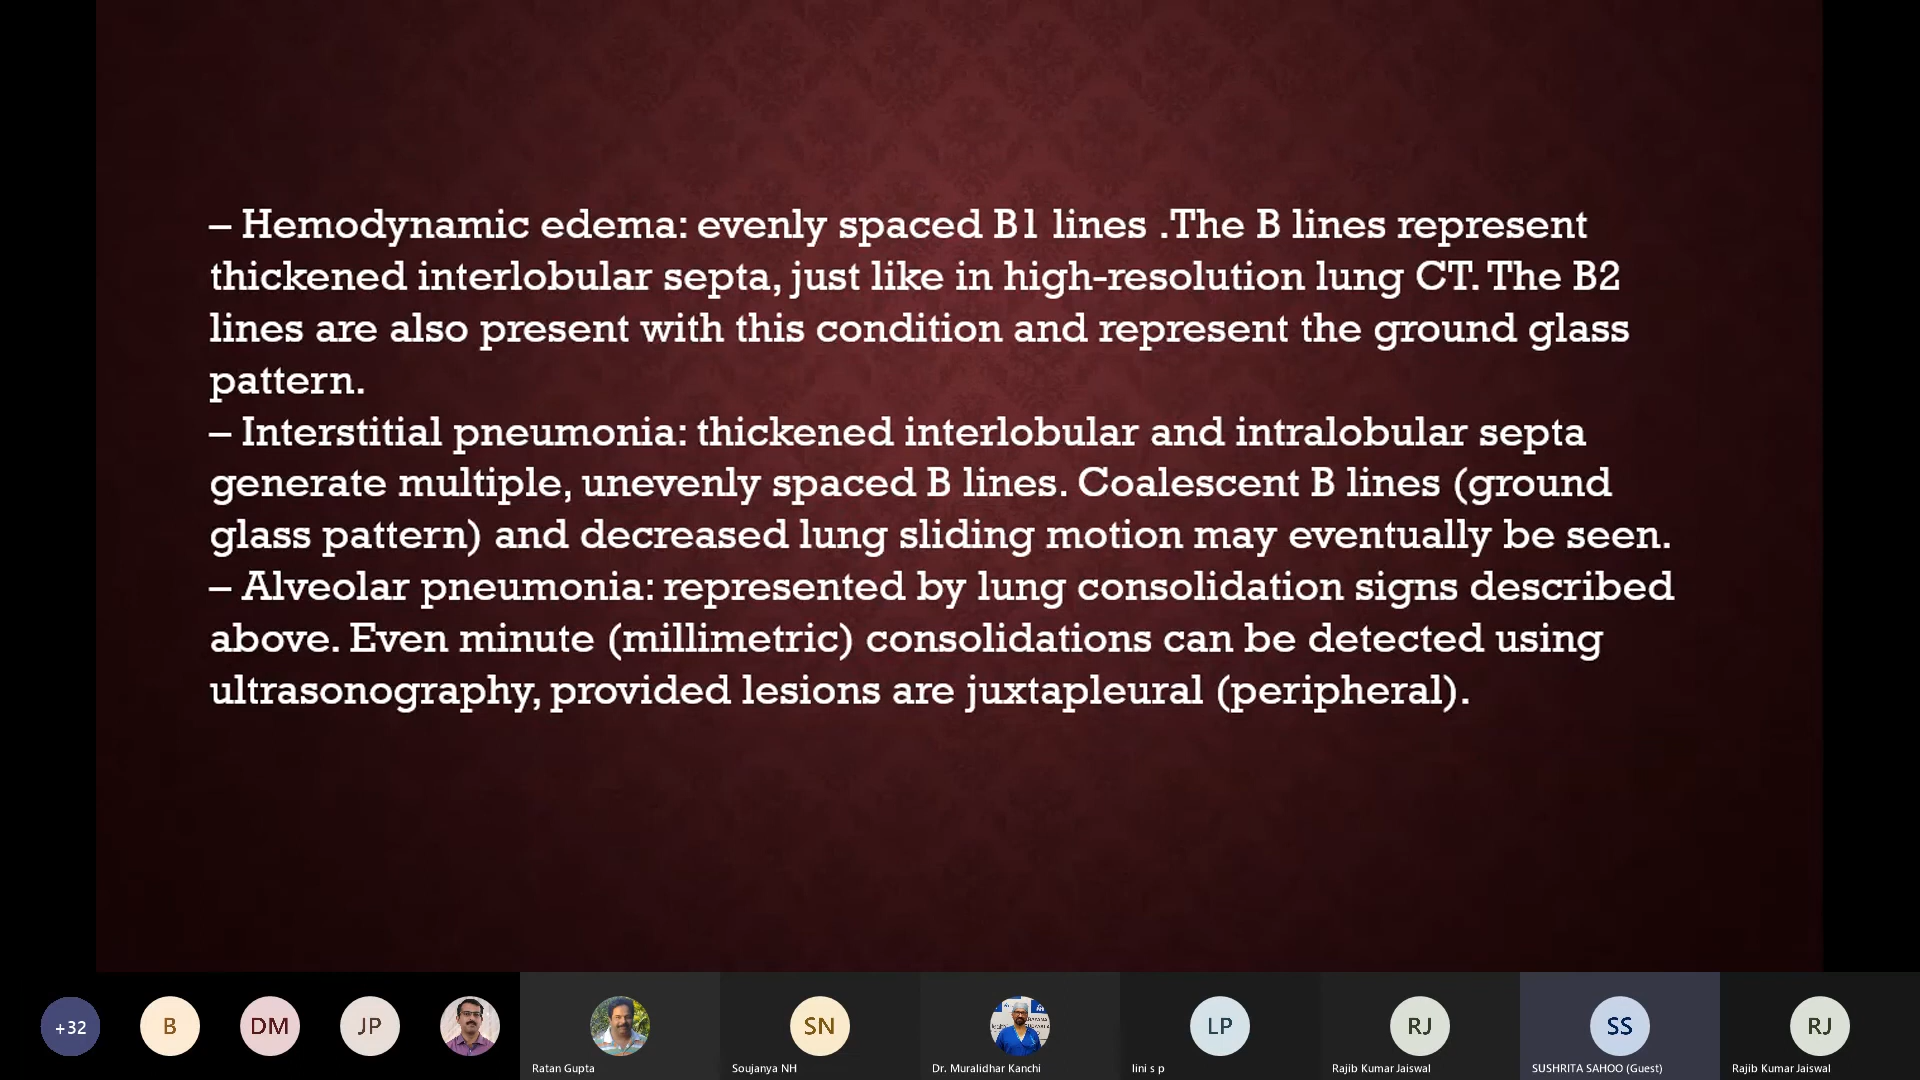 – Hemodynamic edema: evenly spaced B1 lines .The B lines represent
thickened interlobular septa, just like in high-resolution lung CT. The B2
lines are also present with this condition and represent the ground glass
pattern.
– Interstitial pneumonia: thickened interlobular and intralobular septa
generate multiple, unevenly spaced B lines. Coalescent B lines (ground
glass pattern) and decreased lung sliding motion may eventually be seen.
– Alveolar pneumonia: represented by lung consolidation signs described
above. Even minute (millimetric) consolidations can be detected using
ultrasonography, provided lesions are juxtapleural (peripheral).
+32
B
DM
JP
SN
LP
RJ
SS
RJ
Ratan Gupta
Soujanya NH
Dr. Muralidhar Kanchi
lini s p
Rajib Kumar Jaiswal
SUSHRITA SAHOO (Guest)
Rajib Kumar Jaiswal